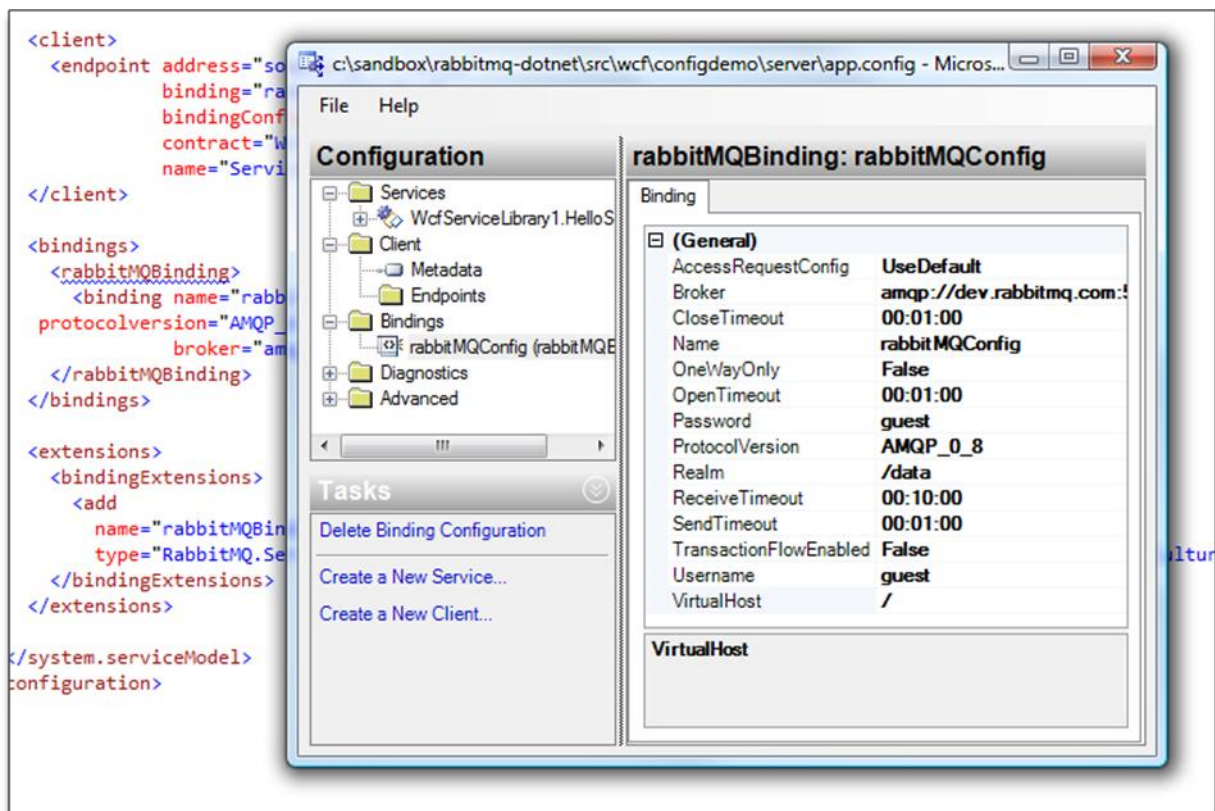 <client>
<endpoint address="so
binding="ra
bindingConf
contract="W
name="Servi
</client>
<bindings>
<rabbitMQBinding>
<binding name="rabb
protocolversion="AMQP_
broker="am
</rabbitMQBinding>
</bindings>
<extensions>
<bindingExtensions>
<add
name="rabbitMQBin
type="RabbitMQ.Se
ultur
</bindingExtensions>
</extensions>
</system.serviceModel>
configuration>
c:\sandbox\rabbitmq-dotnet\src\wcf\configdemo\server\app.config - Micros...
File Help
Configuration
Services
WcfServiceLibrary1.HelloS
Client
Metadata
Endpoints
Bindings
rabbitMQConfig (rabbitMQB
Diagnostics
Advanced
Tasks
Delete Binding Configuration
Create a New Service...
Create a New Client...
rabbitMQBinding: rabbitMQConfig
Binding
(General)
AccessRequestConfig UseDefault
Broker amqp://dev.rabbitmq.com:5
CloseTimeout 00:01:00
Name rabbitMQConfig
OneWayOnly False
OpenTimeout 00:01:00
Password guest
ProtocolVersion AMQP_0_8
Realm /data
ReceiveTimeout 00:10:00
SendTimeout 00:01:00
TransactionFlowEnabled False
Username guest
VirtualHost /
VirtualHost